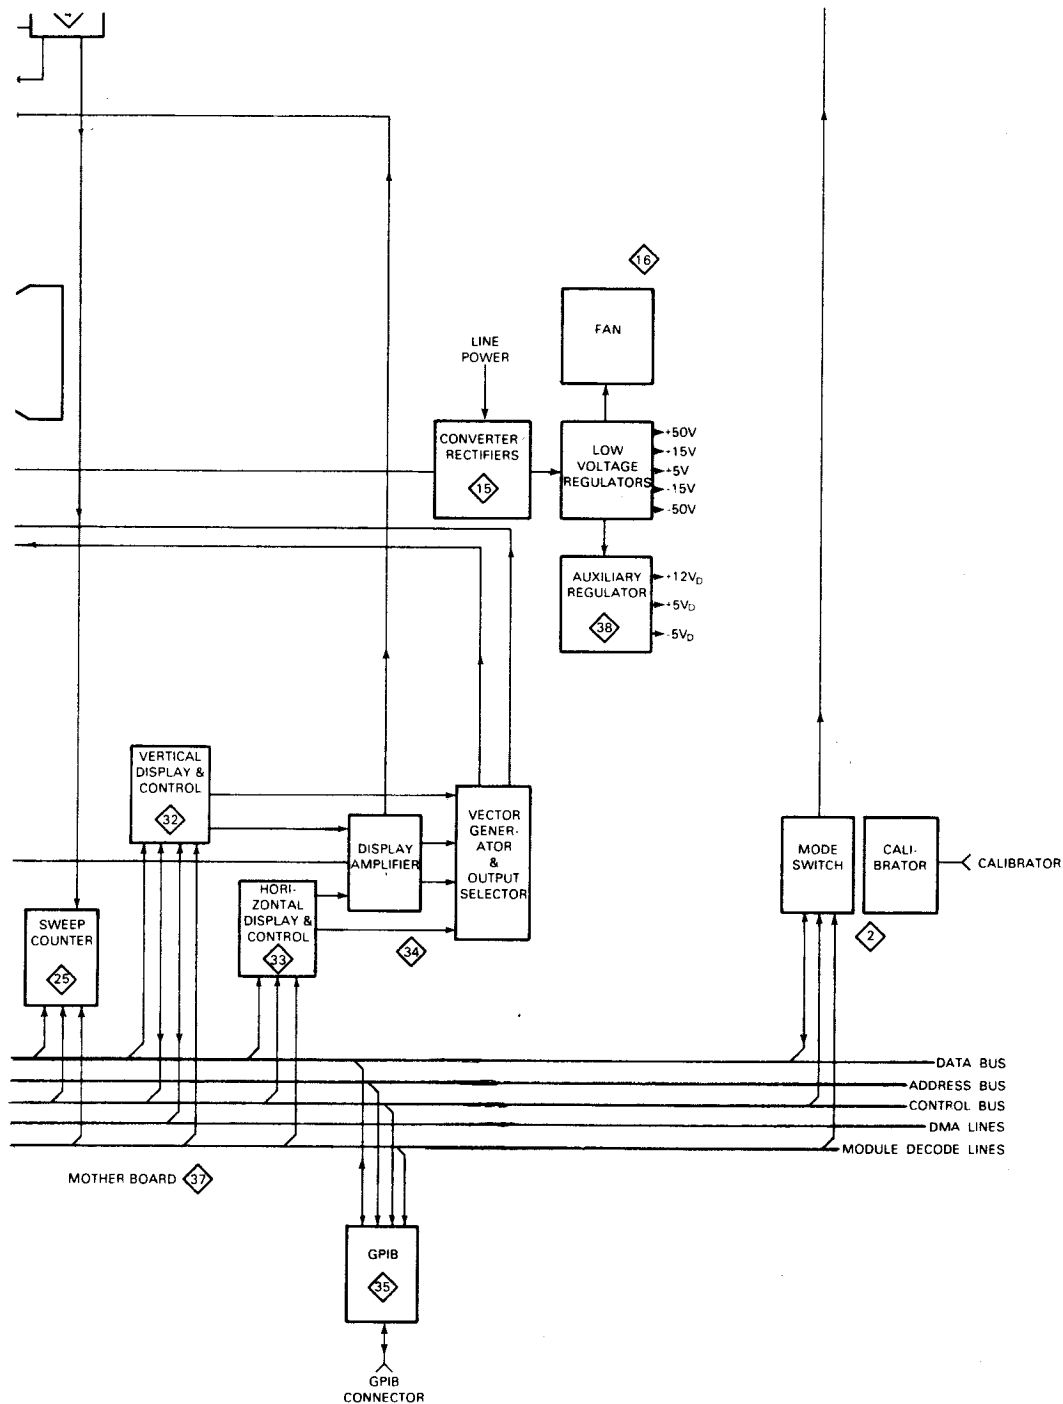 4
16
FAN
LINE
POWER
CONVERTER
RECTIFIERS
15
LOW
VOLTAGE
REGULATORS
+50V
+15V
+5V
-15V
-50V
AUXILIARY
REGULATOR
38
+12VD
+5VD
-5VD
VERTICAL
DISPLAY &
CONTROL
32
DISPLAY
AMPLIFIER
VECTOR
GENER-
ATOR
&
OUTPUT
SELECTOR
HORI-
ZONTAL
DISPLAY &
CONTROL
33
34
SWEEP
COUNTER
25
MODE
SWITCH
CALI-
BRATOR
CALIBRATOR
2
DATA BUS
ADDRESS BUS
CONTROL BUS
DMA LINES
MODULE DECODE LINES
MOTHER BOARD 37
GPIB
35
GPIB
CONNECTOR